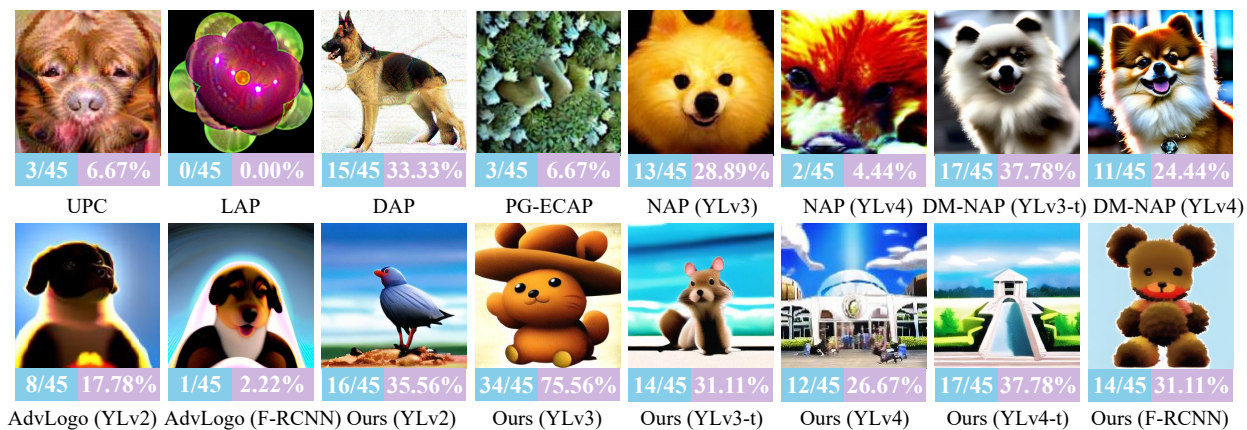 3/45 6.67% 0/45 0.00% 15/45 33.33% 3/45 6.67% 13/45 28.89% 2/45 4.44% 17/45 37.78% 11/45 24.44%
UPC LAP DAP PG-ECAP NAP (YLv3) NAP (YLv4) DM-NAP (YLv3-t) DM-NAP (YLv4)
8/45 17.78% 1/45 2.22% 16/45 35.56% 34/45 75.56% 14/45 31.11% 12/45 26.67% 17/45 37.78% 14/45 31.11%
AdvLogo (YLv2) AdvLogo (F-RCNN) Ours (YLv2) Ours (YLv3) Ours (YLv3-t) Ours (YLv4) Ours (YLv4-t) Ours (F-RCNN)